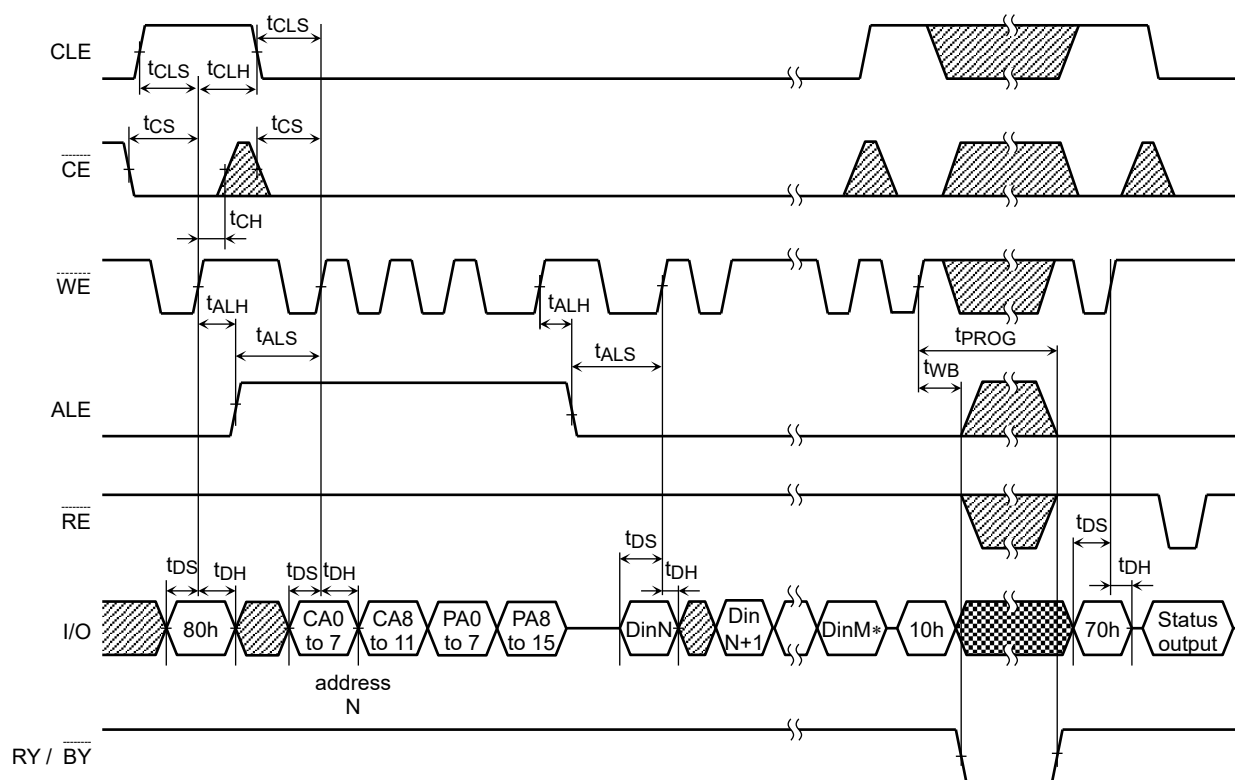 CLE
tCLS
tCLS
tCLH
CE
tCS
tCS
tCH
WE
tALH
tALS
tALH
tALS
tPROG
tWB
ALE
RE
tDS
tDH
tDS
tDH
tDS
tDH
tDS
tDH
I/O
80h
CA0
to 7
CA8
to 11
PA0
to 7
PA8
to 15
DinN
Din
N+1
DinM*
10h
70h
Status
output
address
N
RY / BY